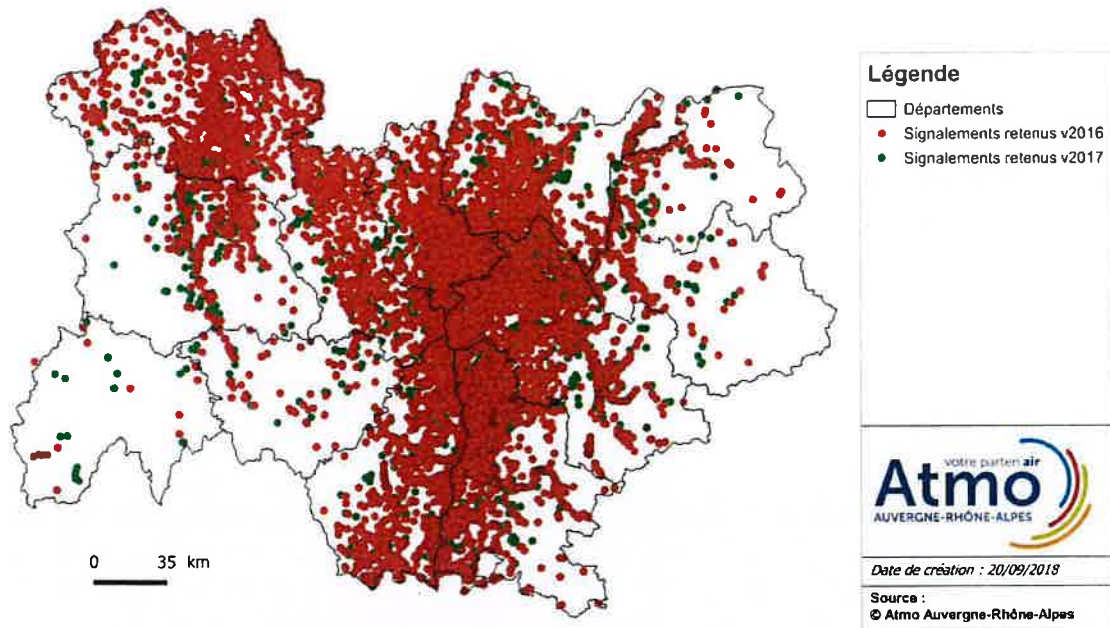 Légende
Départements
Signalements retenus v2016
Signalements retenus v2017
0 35 km
votre parten'air
Atmo
AUVERGNE-RHÔNE-ALPES
Date de création : 20/09/2018
Source :
© Atmo Auvergne-Rhône-Alpes